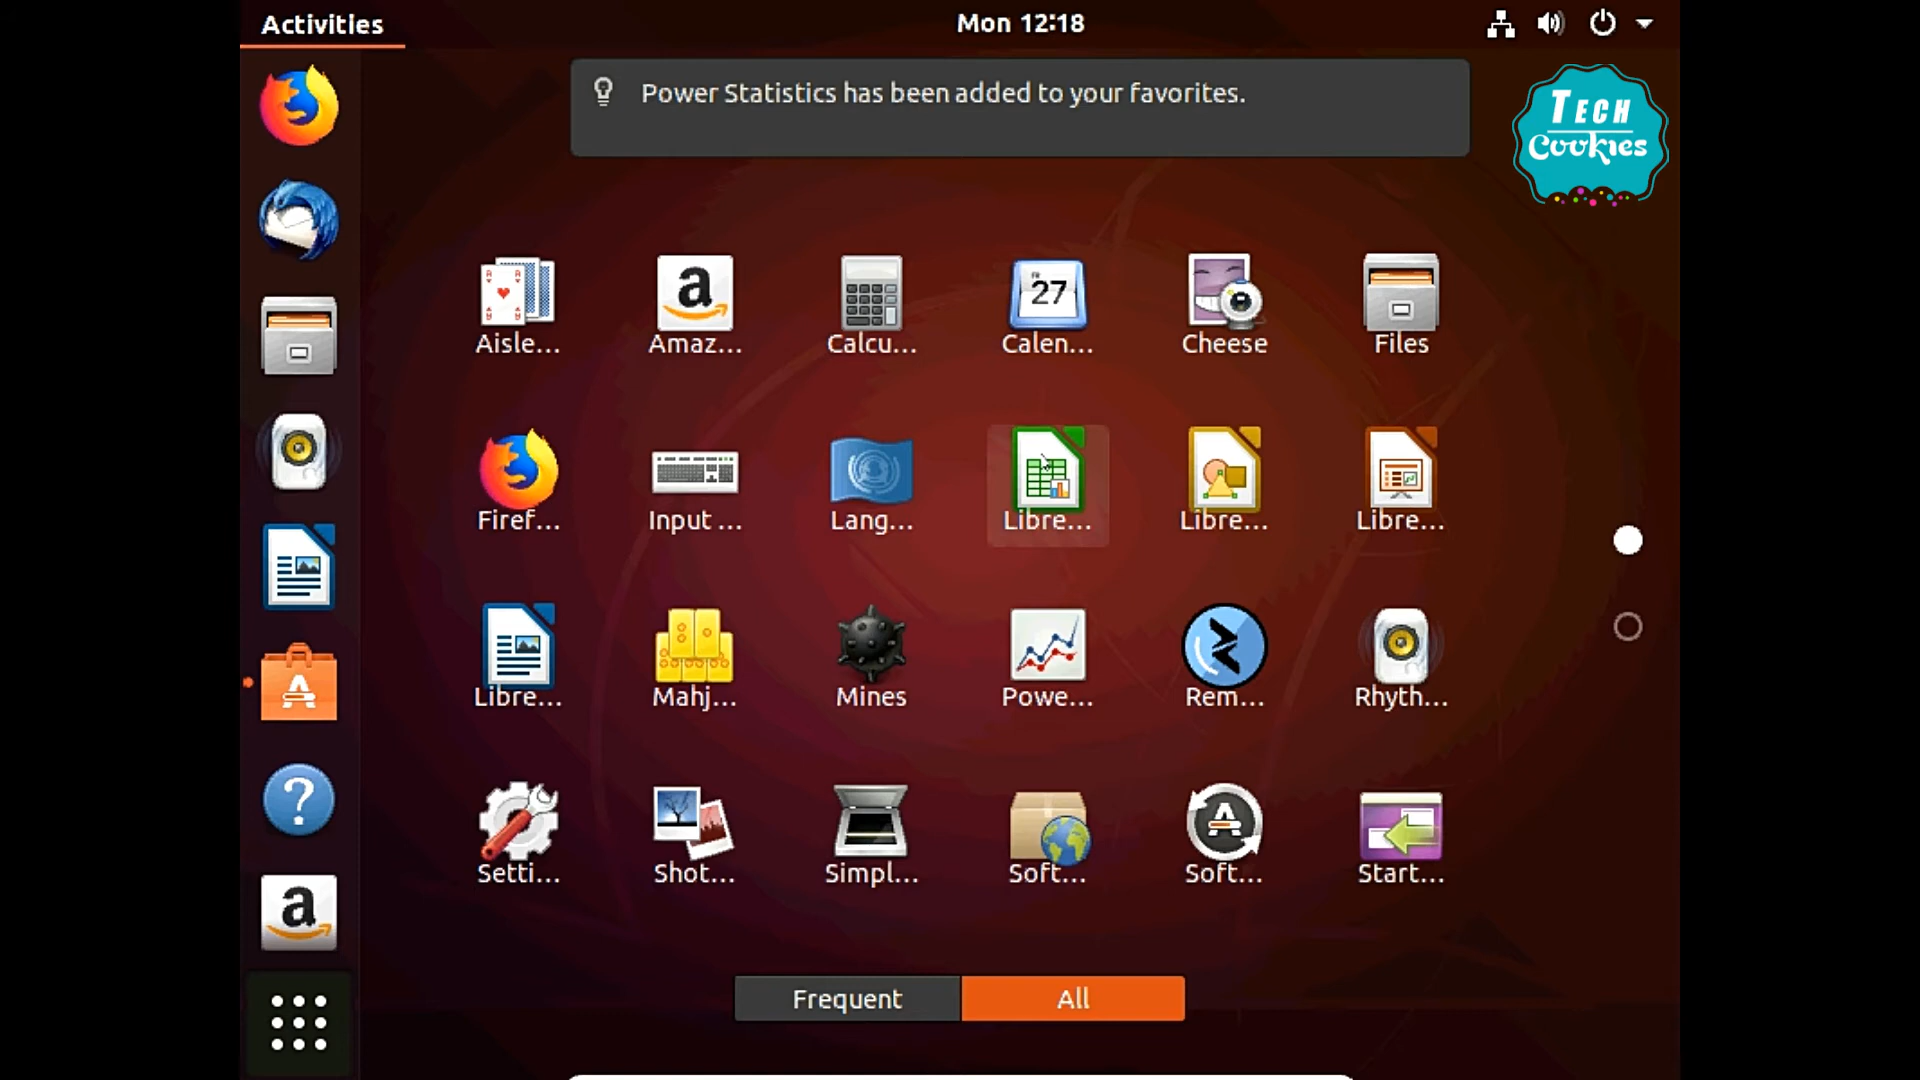 Activities
Mon 12:18
Power Statistics has been added to your favorites.
TECH
Cookies
Aisle...
Amaz...
Calcu...
Calen...
Cheese
Files
Firef...
Input ...
Lang...
Libre...
Libre...
Libre...
Libre...
Mahj...
Mines
Powe...
Rem...
Rhyth...
Setti...
Shot...
Simpl...
Soft...
Soft...
Start...
Frequent
All